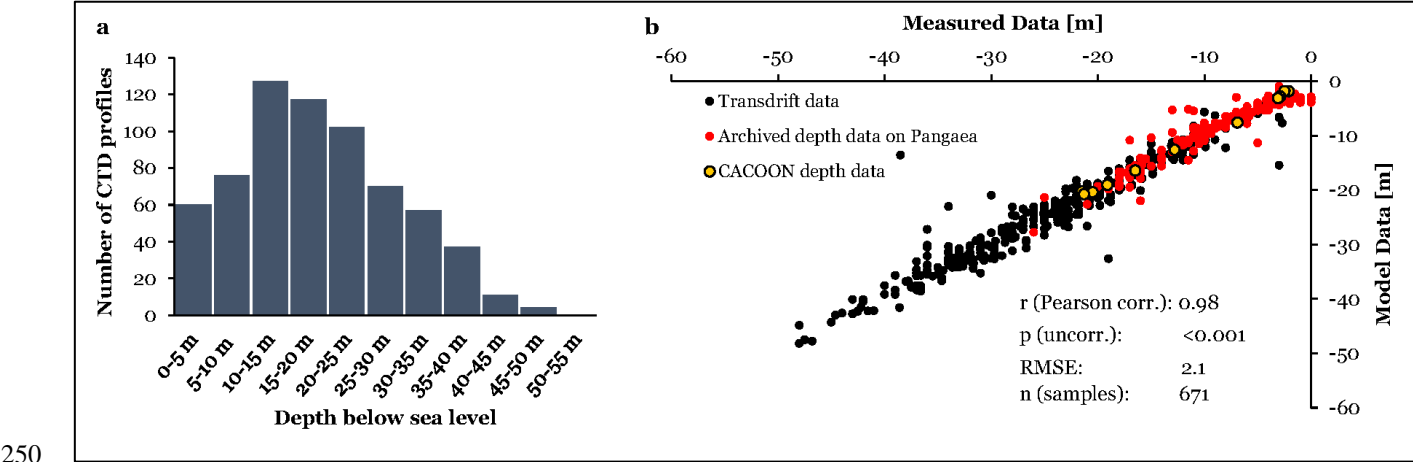 a
Number of CTD profiles
140
120
100
80
60
40
20
0
0-5 m
5-10 m
10-15 m
15-20 m
20-25 m
25-30 m
30-35 m
35-40 m
40-45 m
45-50 m
50-55 m
Depth below sea level
b
Measured Data [m]
-60 -50 -40 -30 -20 -10 0
Transdrift data
Archived depth data on Pangaea
CACOON depth data
0
-10
-20
-30
-40
-50
-60
Model Data [m]
r (Pearson corr.): 0.98
p (uncorr.): <0.001
RMSE: 2.1
n (samples): 671
250